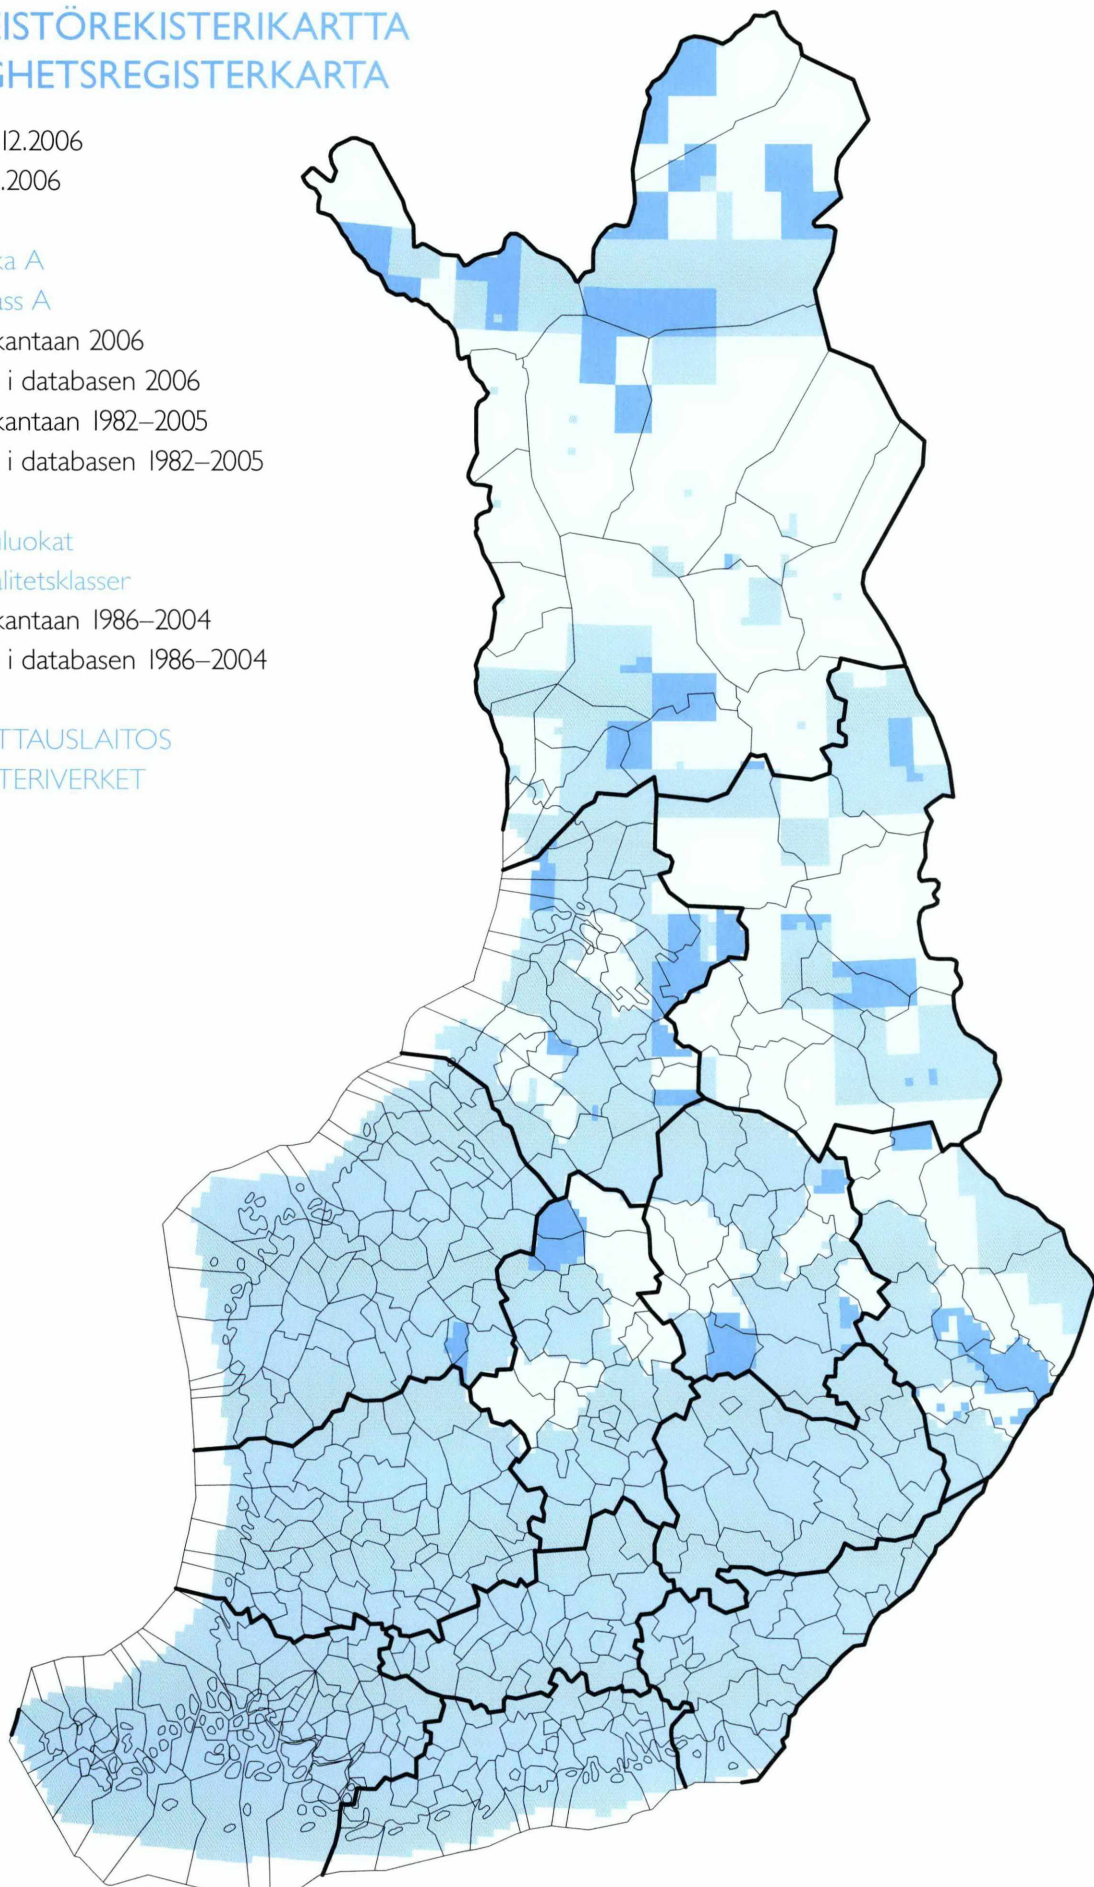 ISTÖREKISTERIKARTTA
GHETSREGISTERKARTA
12.2006
.2006
ka A
ass A
kantaan 2006
i databasen 2006
kantaan 1982–2005
i databasen 1982–2005
luokat
litetsklasser
kantaan 1986–2004
i databasen 1986–2004
TTAUSLAITOS
TERIVERKET